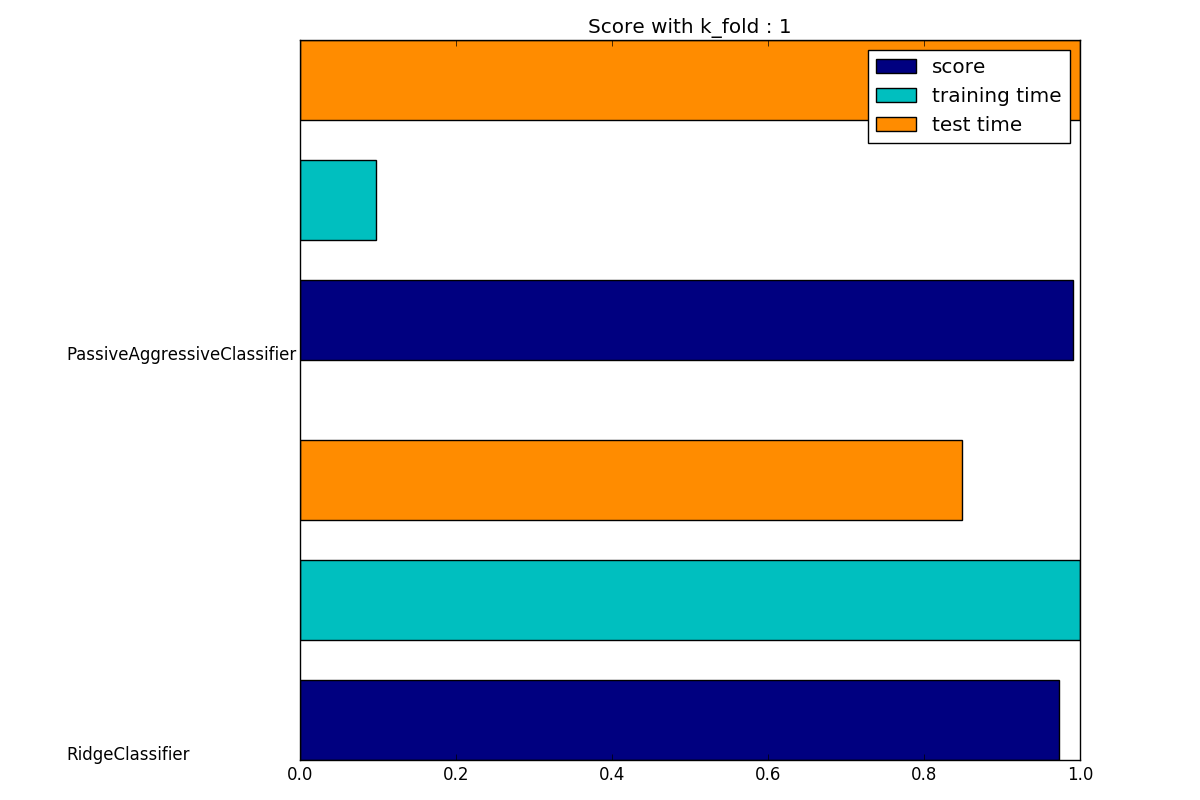 Score with k_fold : 1
score
training time
test time
PassiveAggressiveClassifier
RidgeClassifier
0.0 0.2 0.4 0.6 0.8 1.0